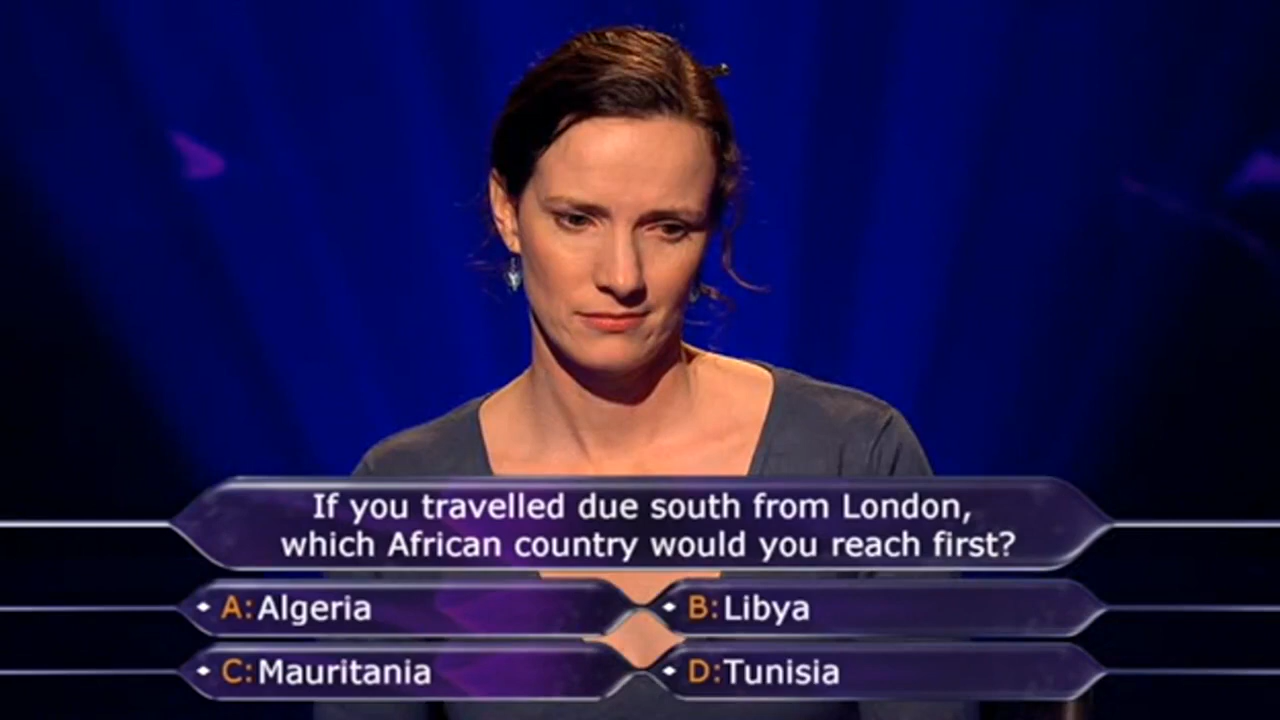 If you travelled due south from London,
which African country would you reach first?
A: Algeria
B: Libya
C: Mauritania
D: Tunisia